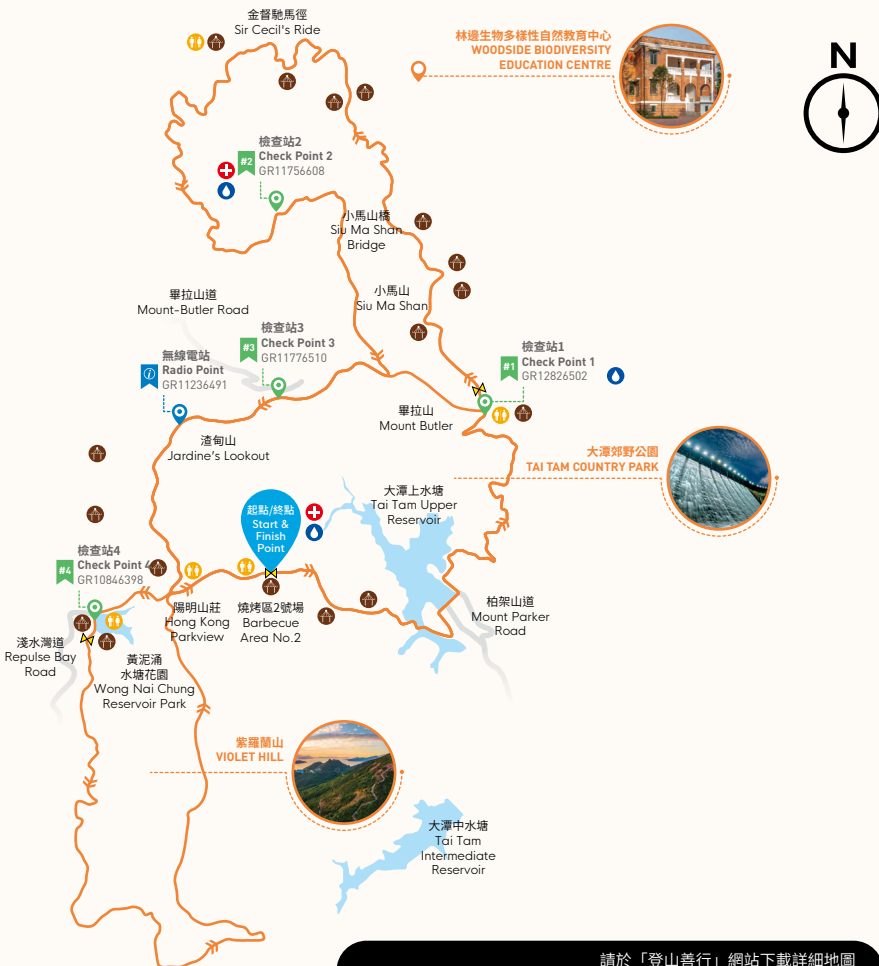 金督馳馬徑
Sir Cecil's Ride
林邊生物多樣性自然教育中心
WOODSIDE BIODIVERSITY
EDUCATION CENTRE
N
檢查站2
#2
Check Point 2
GR11756608
小馬山橋
Siu Ma Shan
Bridge
小馬山
Siu Ma Shan
畢拉山道
Mount-Butler Road
檢查站3
#3
Check Point 3
GR11776510
無線電站
Radio Point
GR11236491
檢查站1
#1
Check Point 1
GR12826502
畢拉山
Mount Butler
渣甸山
Jardine's Lookout
大潭郊野公園
TAI TAM COUNTRY PARK
大潭上水塘
Tai Tam Upper
Reservoir
起點/終點
Start &
Finish
Point
檢查站4
#4
Check Point 4
GR10846398
陽明山莊
Hong Kong
Parkview
燒烤區2號場
Barbecue
Area No.2
柏架山道
Mount Parker
Road
淺水灣道
Repulse Bay
Road
黃泥涌
水塘花園
Wong Nai Chung
Reservoir Park
紫羅蘭山
VIOLET HILL
大潭中水塘
Tai Tam
Intermediate
Reservoir
請於「登山善行」網站下載詳細地圖